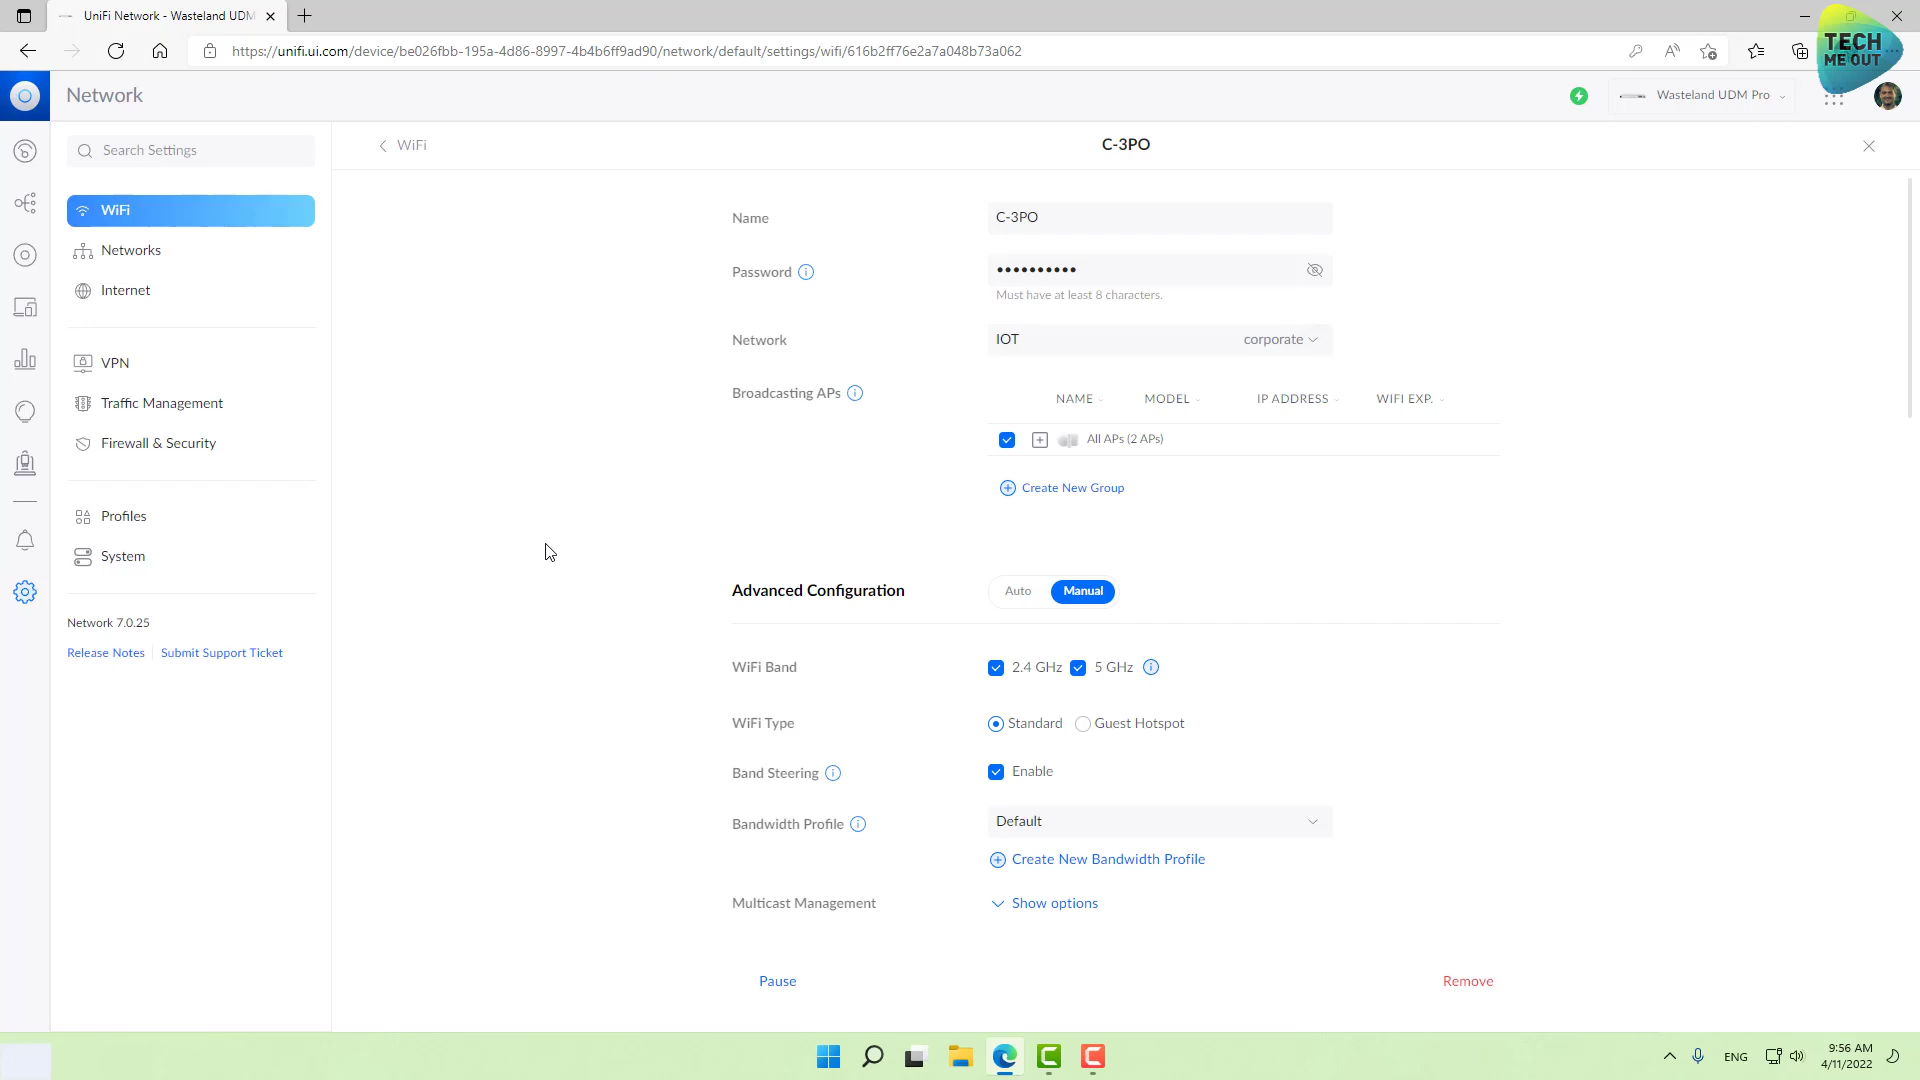 UniFi Network - Wasteland UDM
https://unifi.ui.com/device/be026fbb-195a-4d86-8997-4b4b6ff9ad90/network/default/settings/wifi/616b2ff76e2a7a048b73a062
TECH
ME OUT
Network
Wasteland UDM Pro
Search Settings
WiFi
Networks
Internet
VPN
Traffic Management
Firewall & Security
Profiles
System
Network 7.0.25
Release Notes
Submit Support Ticket
WiFi
C-3PO
Name
C-3PO
Password
••••••••••
Must have at least 8 characters.
Network
IOT
corporate
Broadcasting APs
NAME
MODEL
IP ADDRESS
WIFI EXP.
All APs (2 APs)
Create New Group
Advanced Configuration
Auto
Manual
WiFi Band
2.4 GHz
5 GHz
WiFi Type
Standard
Guest Hotspot
Band Steering
Enable
Bandwidth Profile
Default
Create New Bandwidth Profile
Multicast Management
Show options
Pause
Remove
ENG
9:56 AM
4/11/2022